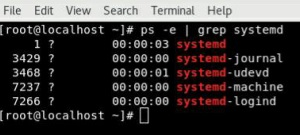 File Edit View Search Terminal Help
[root@localhost ~]# ps -e | grep systemd
1 ? 00:00:03 systemd
3429 ? 00:00:00 systemd-journal
3468 ? 00:00:01 systemd-udevd
7237 ? 00:00:00 systemd-machine
7266 ? 00:00:00 systemd-logind
[root@localhost ~]#